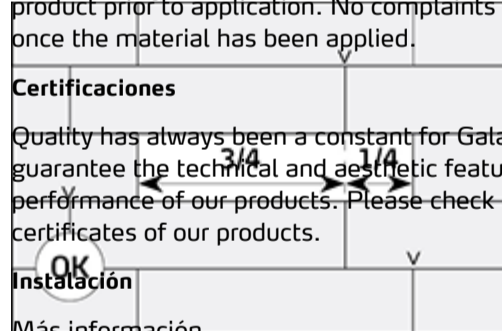 product prior to application. No complaints
once the material has been applied.
Certificaciones
Quality has always been a constant for Gala
3/4 1/4
guarantee the technical and aesthetic featu
performance of our products. Please check
certificates of our products.
OK
Instalación
Más información